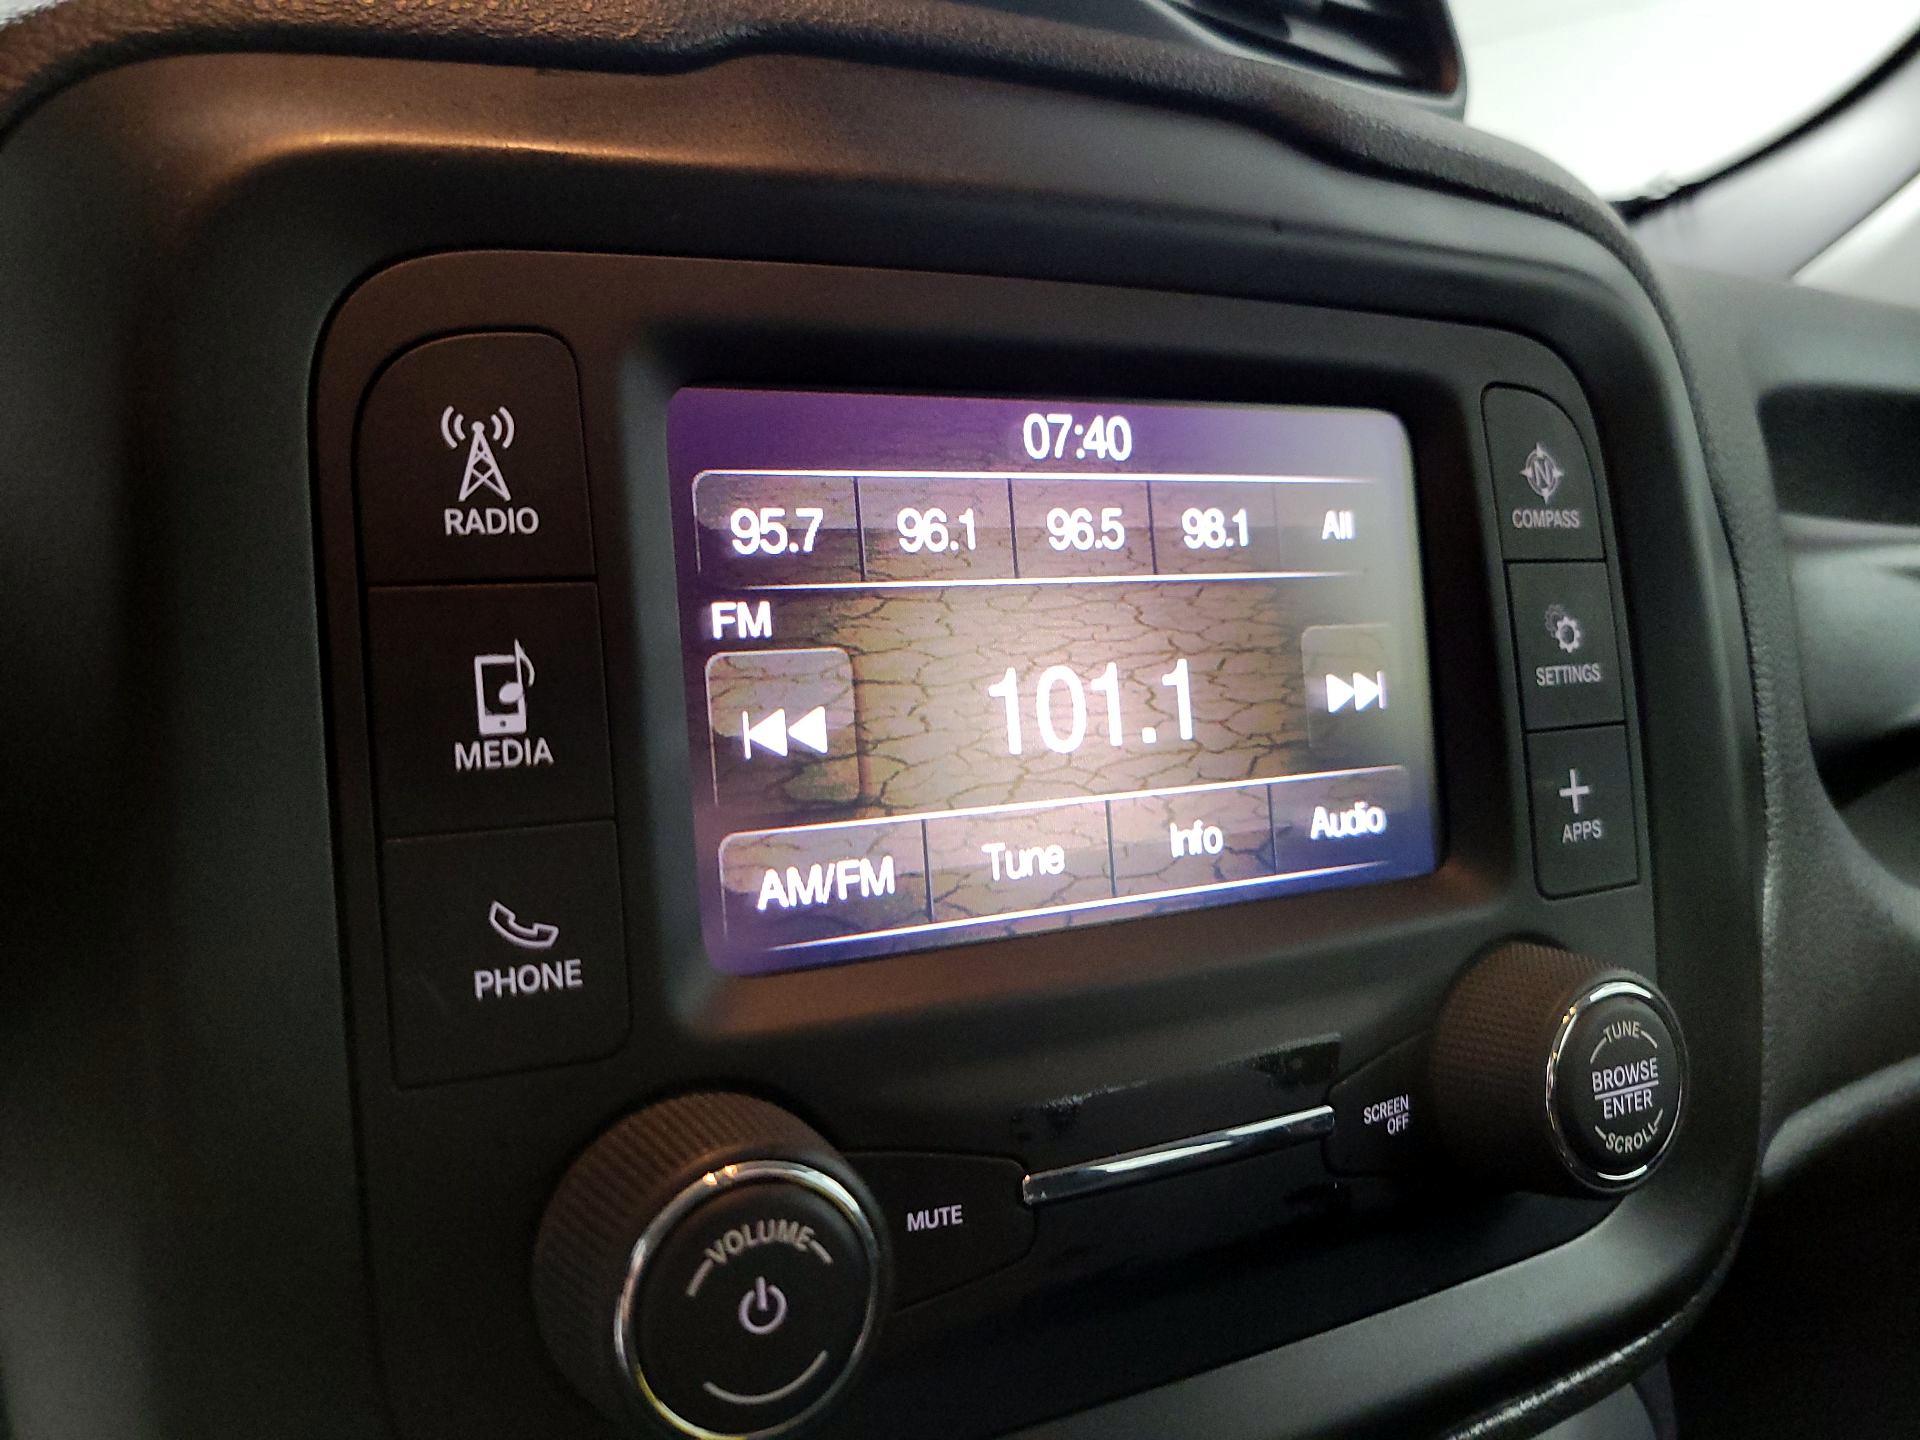 07:40
95.7 96.1 96.5 98.1 All
FM
101.1
AM/FM Tune Info Audio
RADIO
MEDIA
PHONE
N
COMPASS
SETTINGS
APPS
VOLUME
MUTE
SCREEN
OFF
TUNE
BROWSE
ENTER
SCROLL